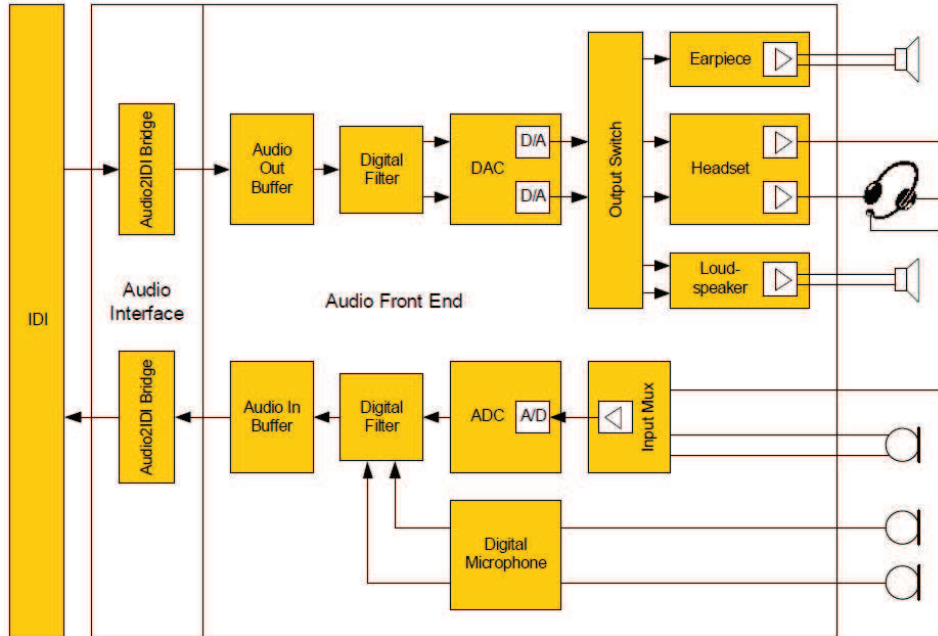 IDI
Audio2IDI Bridge
Audio
Interface
Audio2IDI Bridge
Audio
Out
Buffer
Digital
Filter
DAC
D/A
D/A
Output Switch
Earpiece
Headset
Loud-
speaker
Audio Front End
Audio In
Buffer
Digital
Filter
ADC
A/D
Input Mux
Digital
Microphone